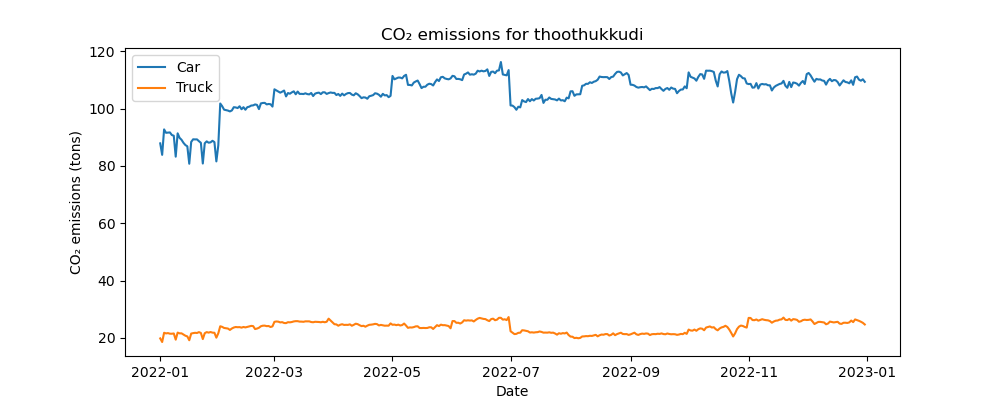 CO₂ emissions for thoothukkudi
Car
Truck
CO₂ emissions (tons)
120
100
80
60
40
20
2022-01 2022-03 2022-05 2022-07 2022-09 2022-11 2023-01
Date